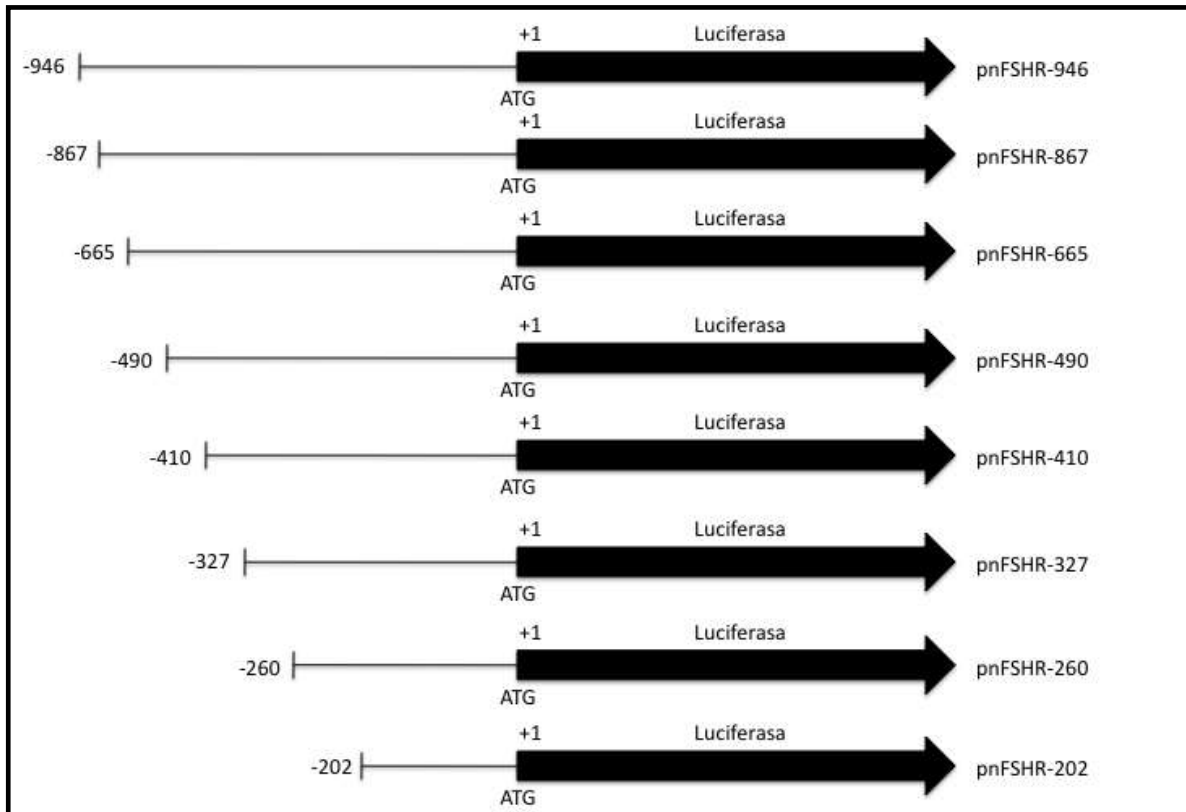 +1 Luciferasa
-946 pnFSHR-946
ATG
+1 Luciferasa
-867 pnFSHR-867
ATG
+1 Luciferasa
-665 pnFSHR-665
ATG
+1 Luciferasa
-490 pnFSHR-490
ATG
+1 Luciferasa
-410 pnFSHR-410
ATG
+1 Luciferasa
-327 pnFSHR-327
ATG
+1 Luciferasa
-260 pnFSHR-260
ATG
+1 Luciferasa
-202 pnFSHR-202
ATG